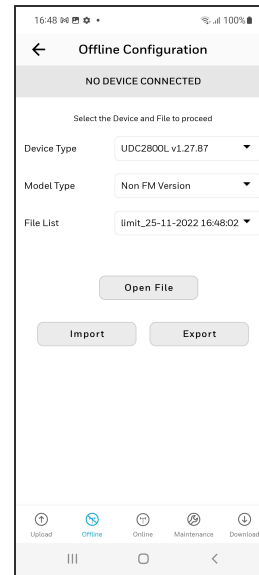 16:48 100%
Offline Configuration
NO DEVICE CONNECTED
Select the Device and File to proceed
Device Type UDC2800L v1.27.87
Model Type Non FM Version
File List limit_25-11-2022 16:48:02
Open File
Import Export
Upload Offline Online Maintenance Download